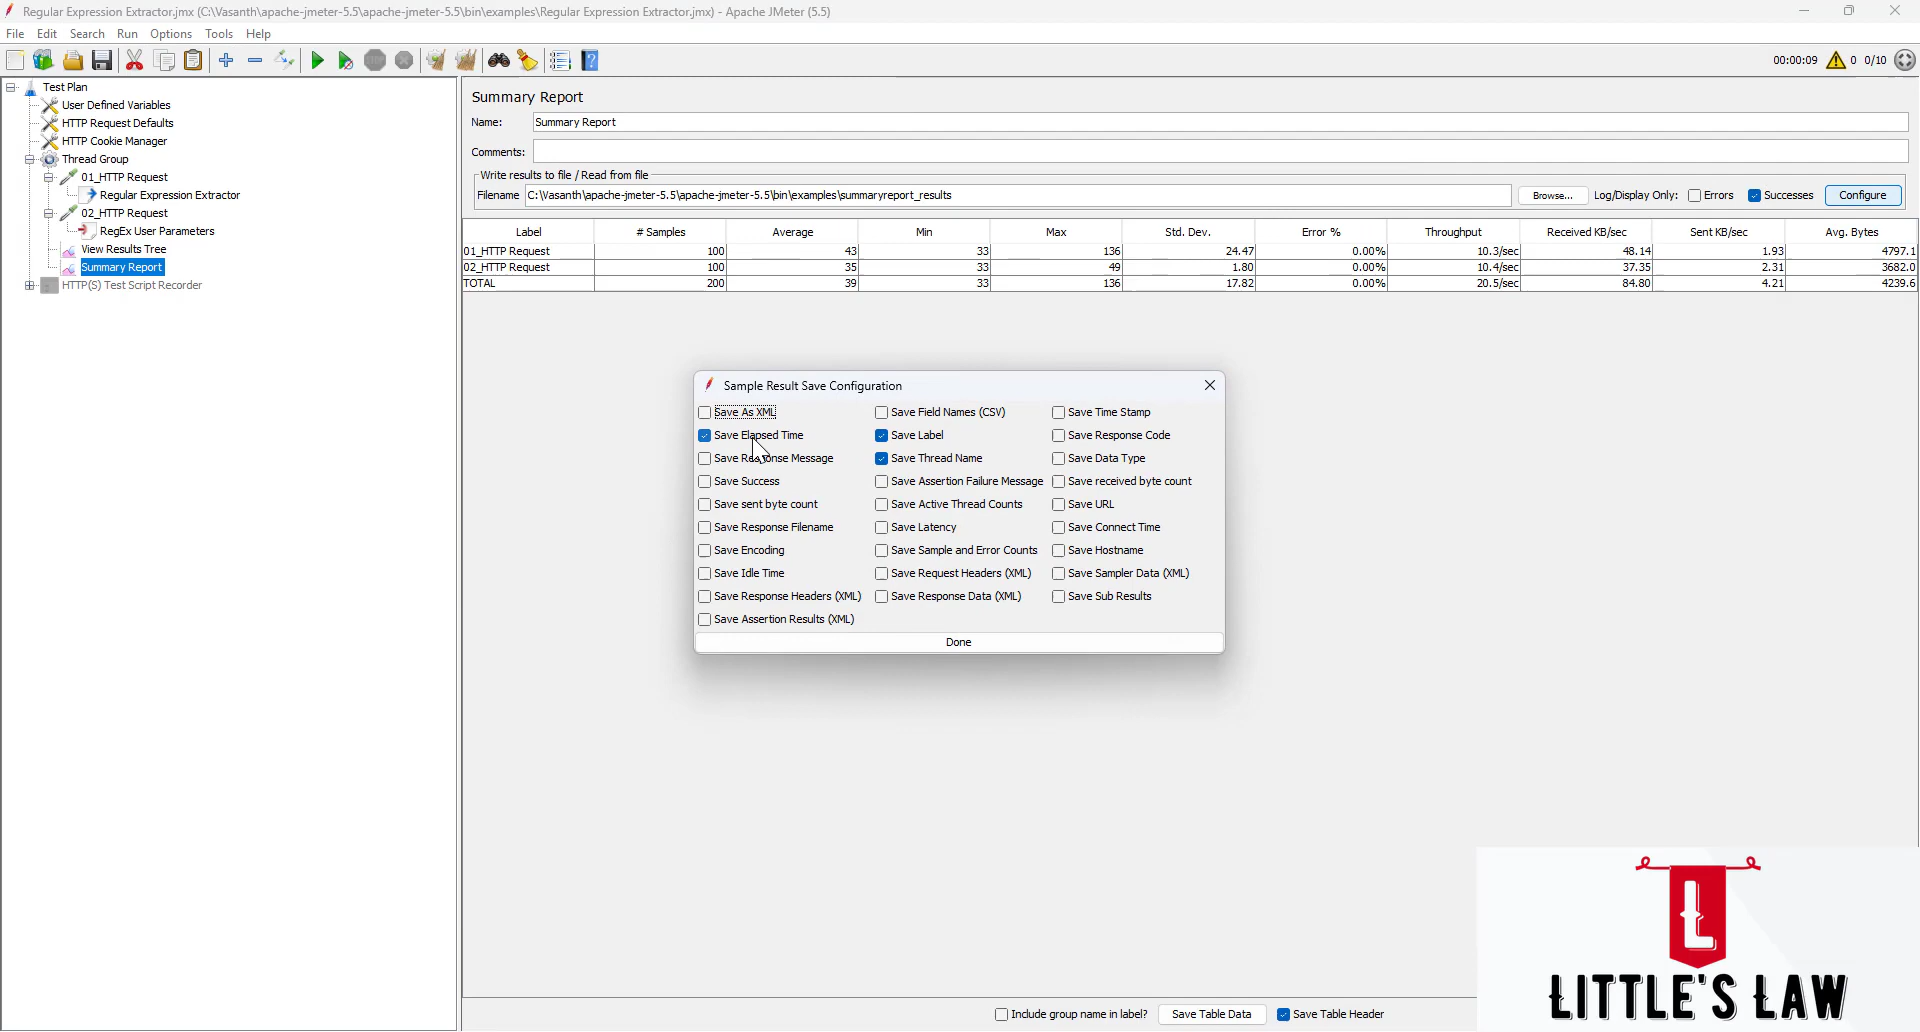 Regular Expression Extractor.jmx (C:\Vasanth\apache-jmeter-5.5\apache-jmeter-5.5\bin\examples\Regular Expression Extractor.jmx) - Apache JMeter (5.5)
File Edit Search Run Options Tools Help
00:00:09 0 0/10
Test Plan
User Defined Variables
HTTP Request Defaults
HTTP Cookie Manager
Thread Group
01_HTTP Request
Regular Expression Extractor
02_HTTP Request
RegEx User Parameters
View Results Tree
Summary Report
HTTP(S) Test Script Recorder
Summary Report
Name: Summary Report
Comments:
Write results to file / Read from file
Filename C:\Vasanth\apache-jmeter-5.5\apache-jmeter-5.5\bin\examples\summaryreport_results Browse... Log/Display Only: Errors Successes Configure
Label # Samples Average Min Max Std. Dev. Error % Throughput Received KB/sec Sent KB/sec Avg. Bytes
01_HTTP Request 100 43 33 136 24.47 0.00% 10.3/sec 48.14 1.93 4797.1
02_HTTP Request 100 35 33 49 1.80 0.00% 10.4/sec 37.35 2.31 3682.0
TOTAL 200 39 33 136 17.82 0.00% 20.5/sec 84.80 4.21 4239.6
Sample Result Save Configuration
Save As XML Save Field Names (CSV) Save Time Stamp
Save Elapsed Time Save Label Save Response Code
Save Response Message Save Thread Name Save Data Type
Save Success Save Assertion Failure Message Save received byte count
Save sent byte count Save Active Thread Counts Save URL
Save Response Filename Save Latency Save Connect Time
Save Encoding Save Sample and Error Counts Save Hostname
Save Idle Time Save Request Headers (XML) Save Sampler Data (XML)
Save Response Headers (XML) Save Response Data (XML) Save Sub Results
Save Assertion Results (XML)
Done
Include group name in label? Save Table Data Save Table Header
L
LITTLE'S LAW